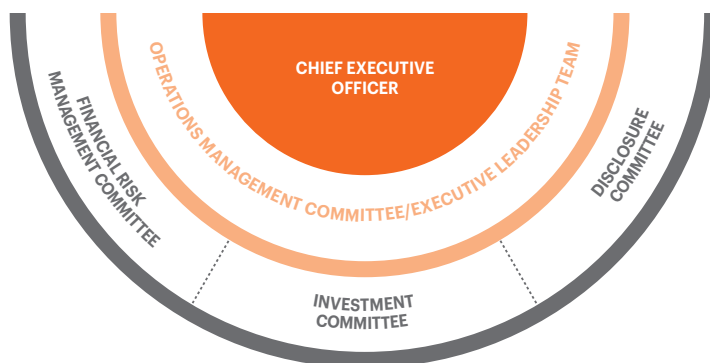 CHIEF EXECUTIVE
OFFICER
OPERATIONS MANAGEMENT COMMITTEE/EXECUTIVE LEADERSHIP TEAM
FINANCIAL RISK
MANAGEMENT COMMITTEE
INVESTMENT
COMMITTEE
DISCLOSURE
COMMITTEE